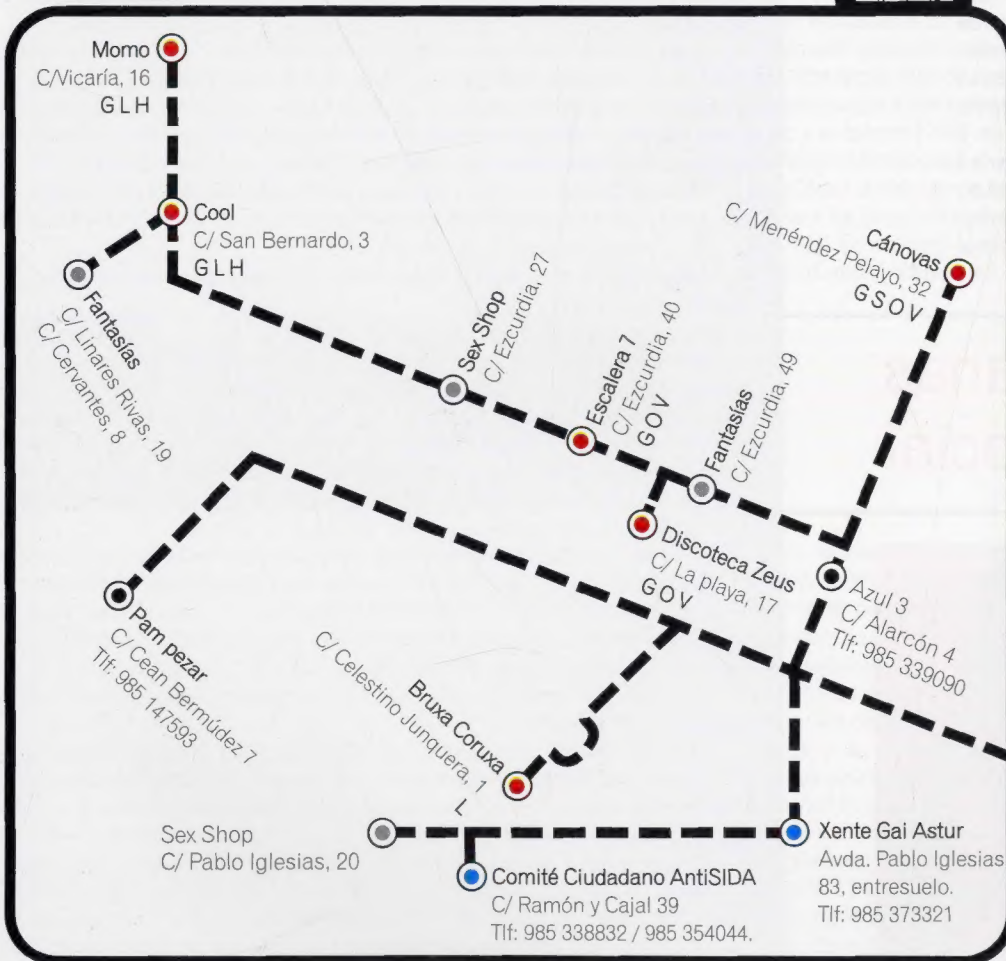 Momo
C/Vicaría, 16
GLH
Cool
C/ San Bernardo, 3
GLH
Fantasías
C/ Linares Rivas, 19
C/ Cervantes, 8
Sex Shop
C/ Ezcurdia, 27
Escalera 7
C/ Ezcurdia, 40
GOV
Fantasías
C/ Ezcurdia, 49
Cánovas
C/ Menéndez Pelayo, 32
GSOV
Discoteca Zeus
C/ La playa, 17
GOV
Azul 3
C/ Alarcón 4
Tlf: 985 339090
Pam pezar
C/ Cean Bermúdez 7
Tlf: 985 147593
Bruxa Coruxa
C/ Celestino Junquera, 1
L
Sex Shop
C/ Pablo Iglesias, 20
Comité Ciudadano AntiSIDA
C/ Ramón y Cajal 39
Tlf: 985 338832 / 985 354044.
Xente Gai Astur
Avda. Pablo Iglesias
83, entresuelo.
Tlf: 985 373321